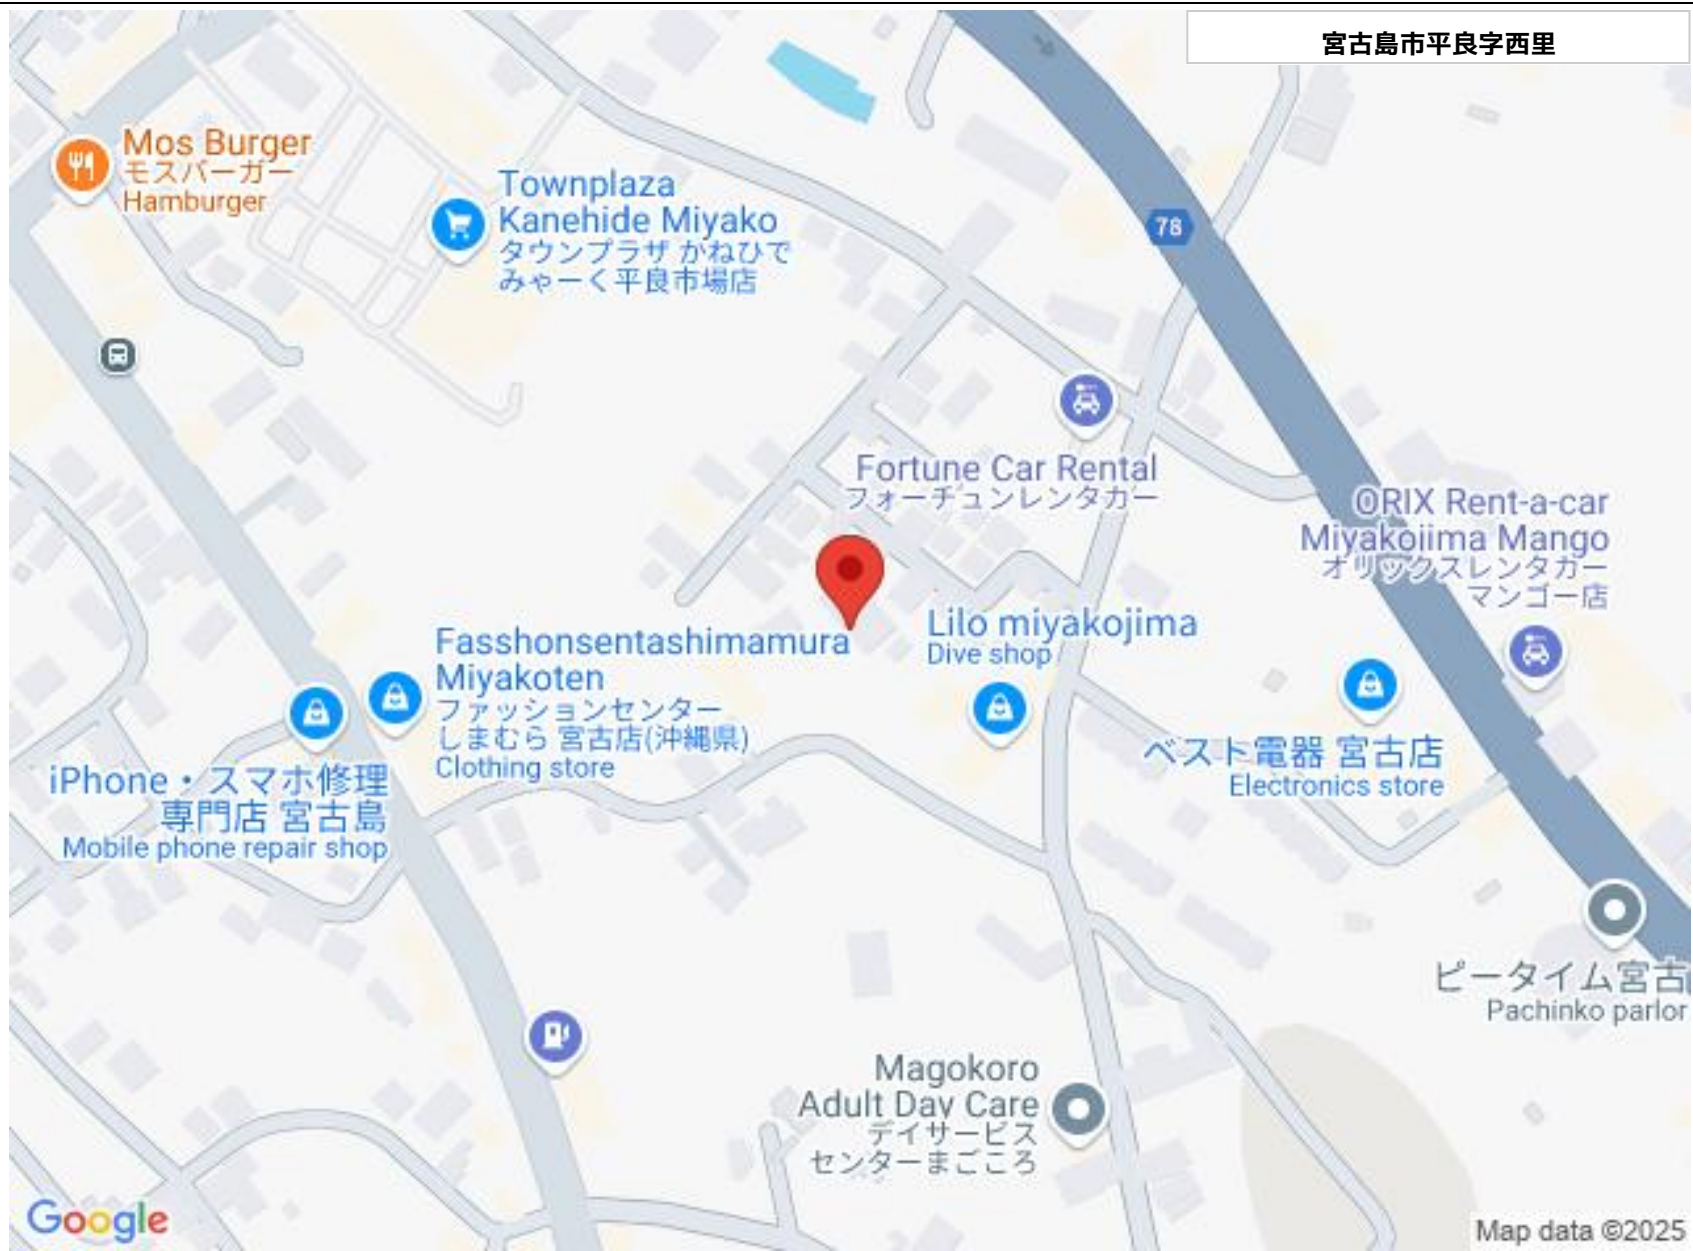 宮古島市平良字西里
Mos Burger
モスバーガー
Hamburger
Townplaza
Kanehide Miyako
タウンプラザ かねひで
みゃーく平良市場店
78
Fortune Car Rental
フォーチュンレンタカー
ORIX Rent-a-car
Miyakojima Mango
オリックスレンタカー
マンゴー店
Fasshonsentashimamura
Miyakoten
ファッションセンター
しまむら 宮古店(沖縄県)
Clothing store
Lilo miyakojima
Dive shop
iPhone・スマホ修理
専門店 宮古島
Mobile phone repair shop
ベスト電器 宮古店
Electronics store
ピータイム宮古
Pachinko parlor
Magokoro
Adult Day Care
デイサービス
センターまごころ
Google
Map data ©2025